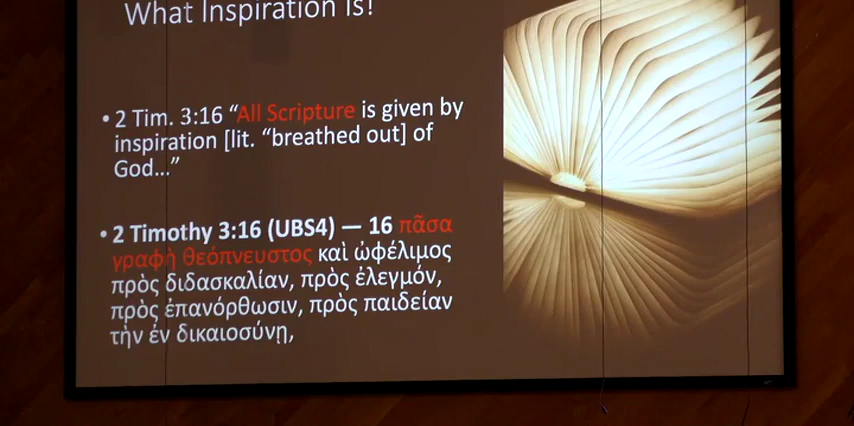 What Inspiration Is!
• 2 Tim. 3:16 “All Scripture is given by
inspiration [lit. “breathed out] of
God...”
• 2 Timothy 3:16 (UBS4) — 16 πᾶσα
γραφὴ θεόπνευστος καὶ ὠφέλιμος
πρὸς διδασκαλίαν, πρὸς ἐλεγμόν,
πρὸς ἐπανόρθωσιν, πρὸς παιδείαν
τὴν ἐν δικαιοσύνῃ,